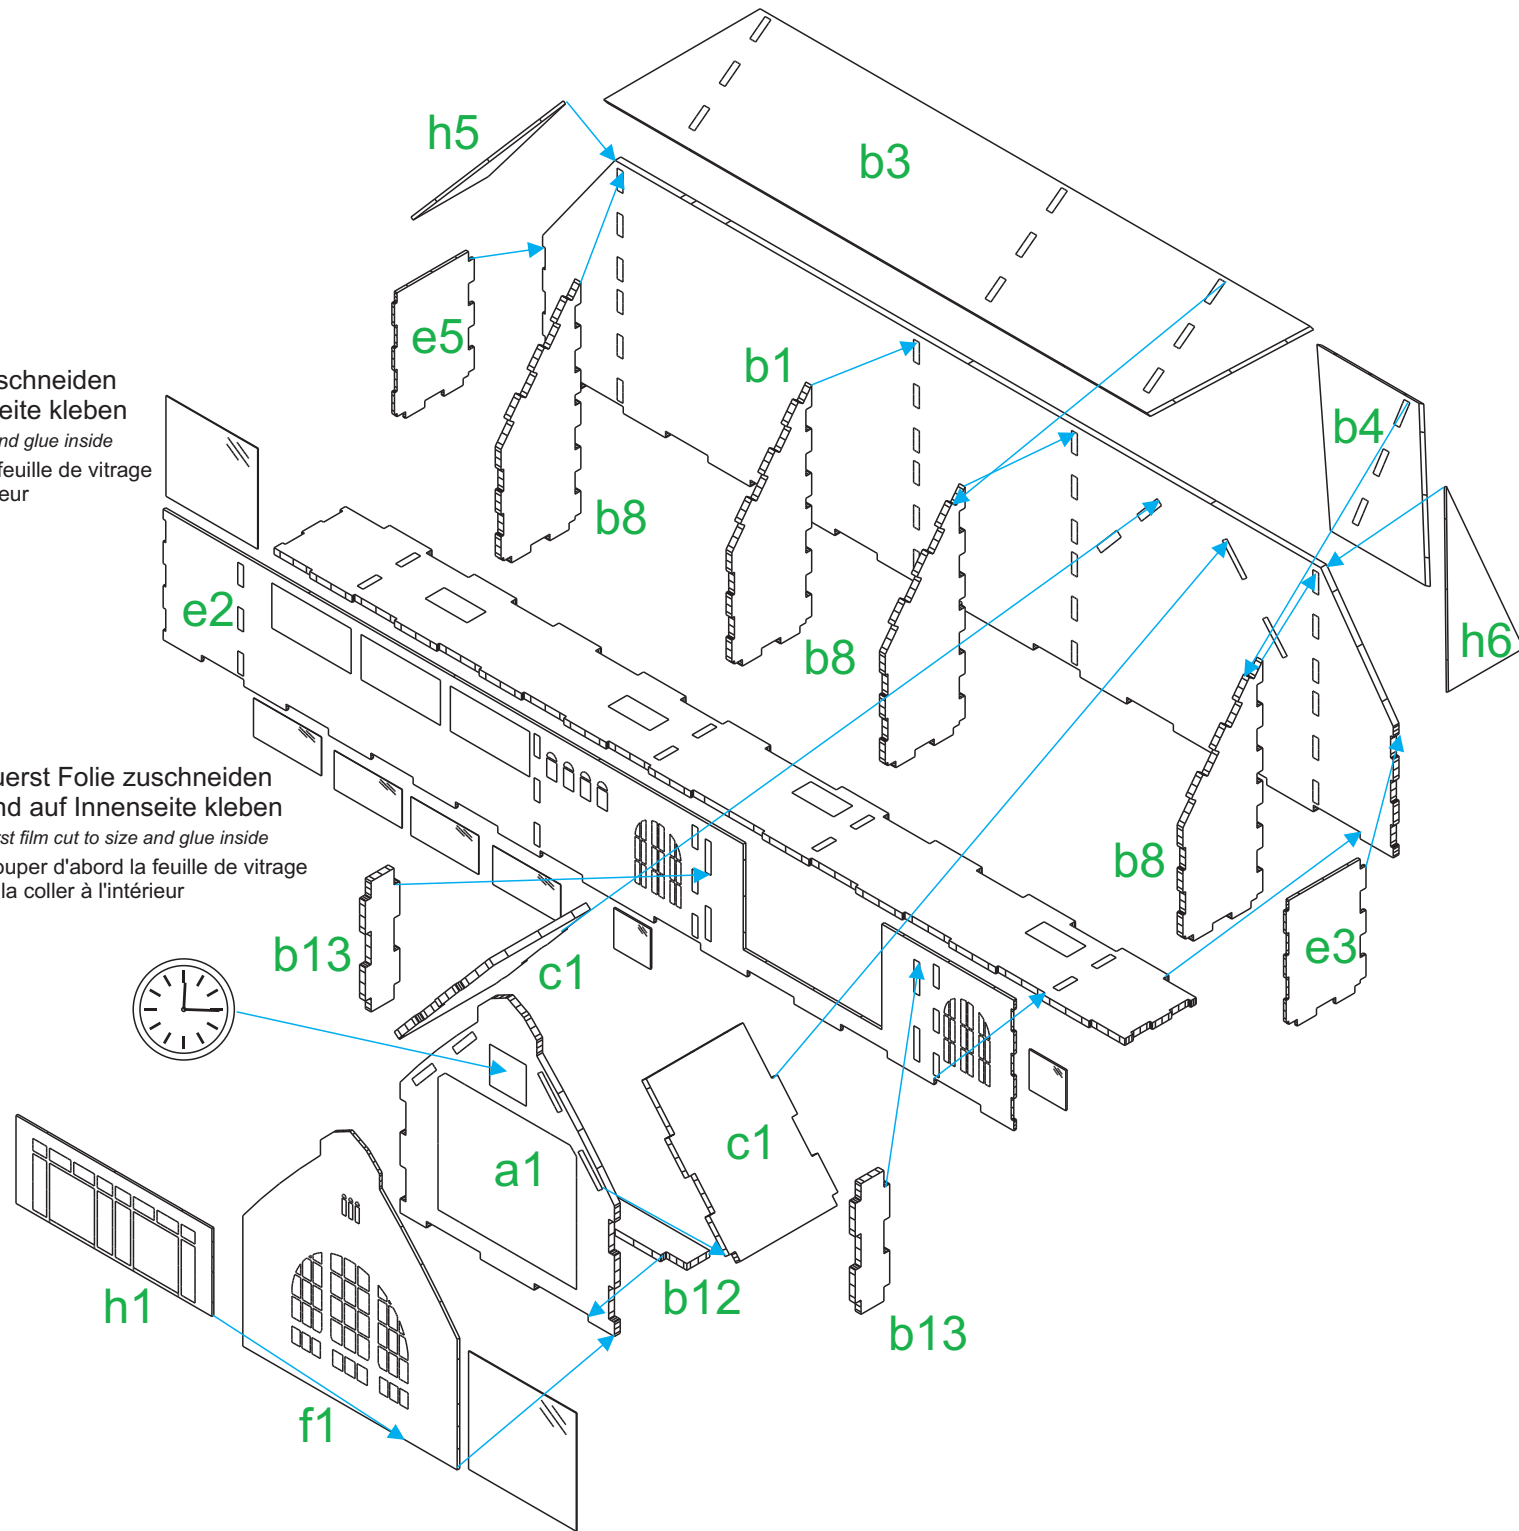 h5
b3
e5
b1
b4
schneiden
eite kleben
nd glue inside
feuille de vitrage
eur
b8
e2
b8
h6
uerst Folie zuschneiden
nd auf Innenseite kleben
rst film cut to size and glue inside
ouper d'abord la feuille de vitrage
la coller à l'intérieur
b8
b13
c1
e3
a1
c1
h1
b12
b13
f1